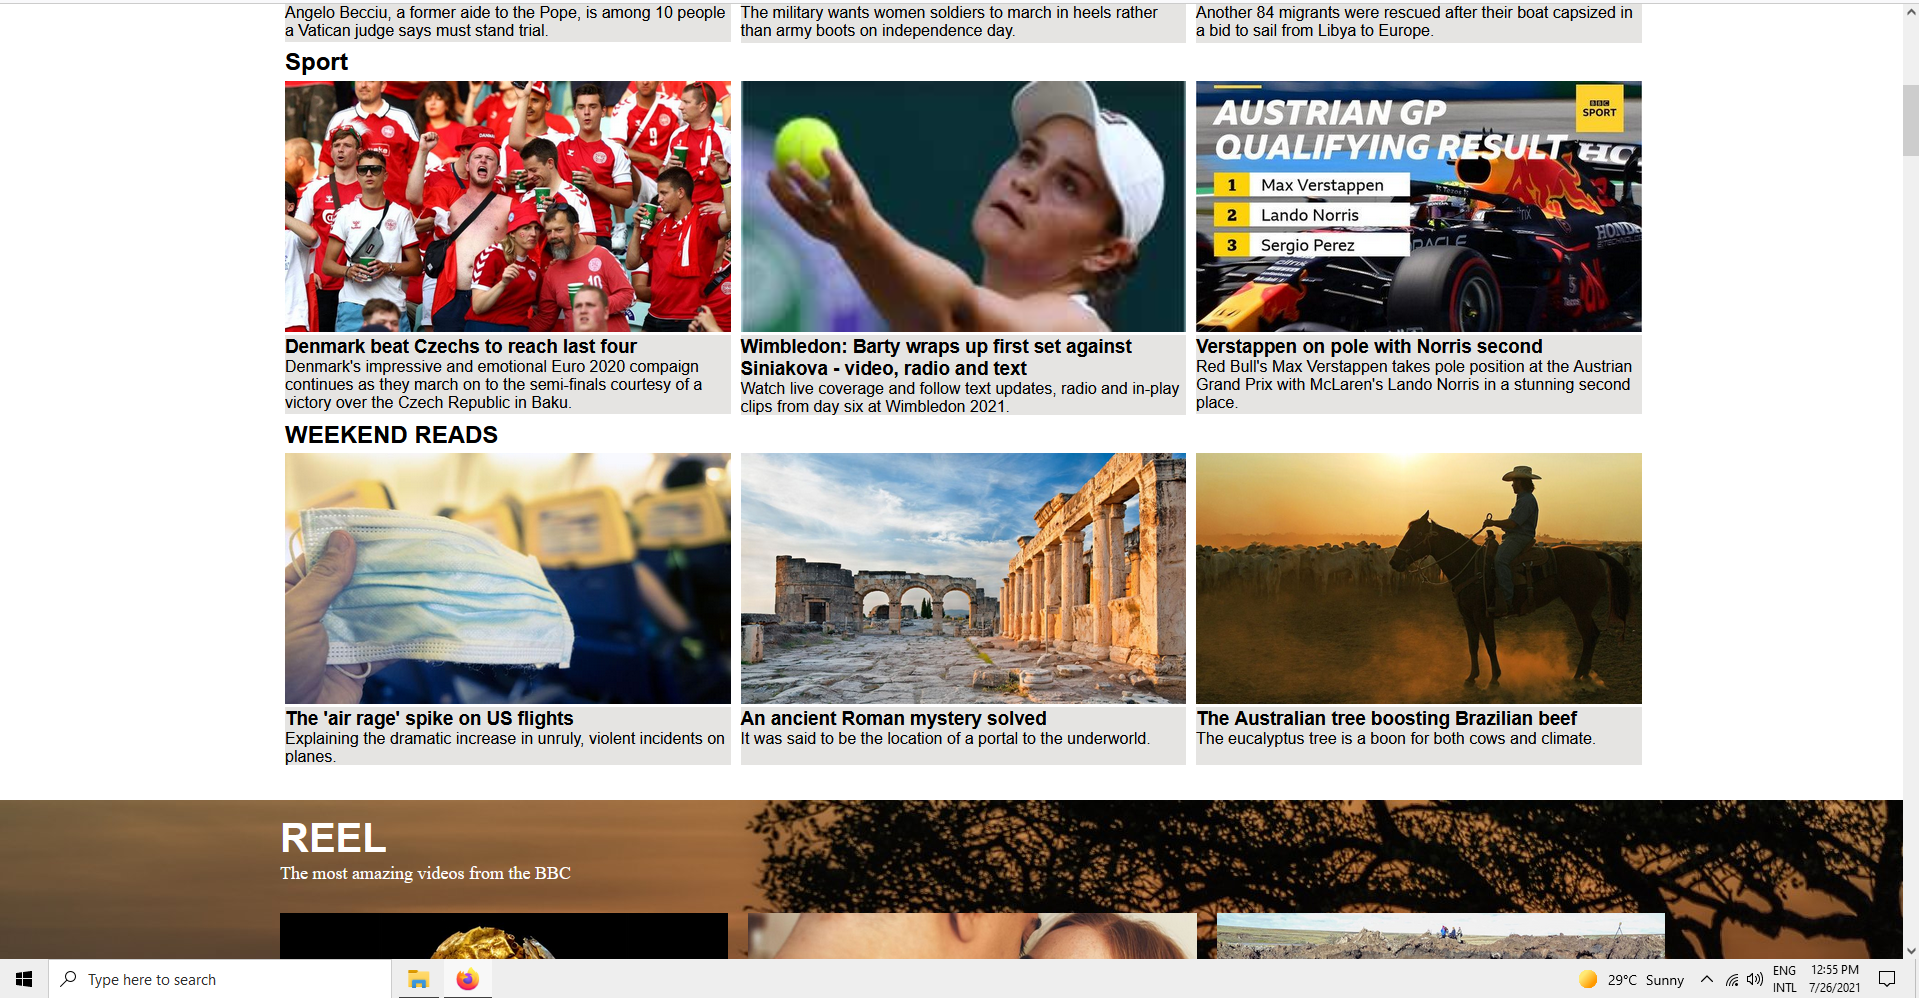 Angelo Becciu, a former aide to the Pope, is among 10 people
a Vatican judge says must stand trial.
The military wants women soldiers to march in heels rather
than army boots on independence day.
Another 84 migrants were rescued after their boat capsized in
a bid to sail from Libya to Europe.
Sport
AUSTRIAN GP
QUALIFYING RESULT
BBC
SPORT
1 Max Verstappen
2 Lando Norris
3 Sergio Perez
Denmark beat Czechs to reach last four
Denmark's impressive and emotional Euro 2020 campaign
continues as they march on to the semi-finals courtesy of a
victory over the Czech Republic in Baku.
Wimbledon: Barty wraps up first set against
Siniakova - video, radio and text
Watch live coverage and follow text updates, radio and in-play
clips from day six at Wimbledon 2021.
Verstappen on pole with Norris second
Red Bull's Max Verstappen takes pole position at the Austrian
Grand Prix with McLaren's Lando Norris in a stunning second
place.
WEEKEND READS
The 'air rage' spike on US flights
Explaining the dramatic increase in unruly, violent incidents on
planes.
An ancient Roman mystery solved
It was said to be the location of a portal to the underworld.
The Australian tree boosting Brazilian beef
The eucalyptus tree is a boon for both cows and climate.
REEL
The most amazing videos from the BBC
Type here to search
29°C Sunny
ENG
INTL
12:55 PM
7/26/2021